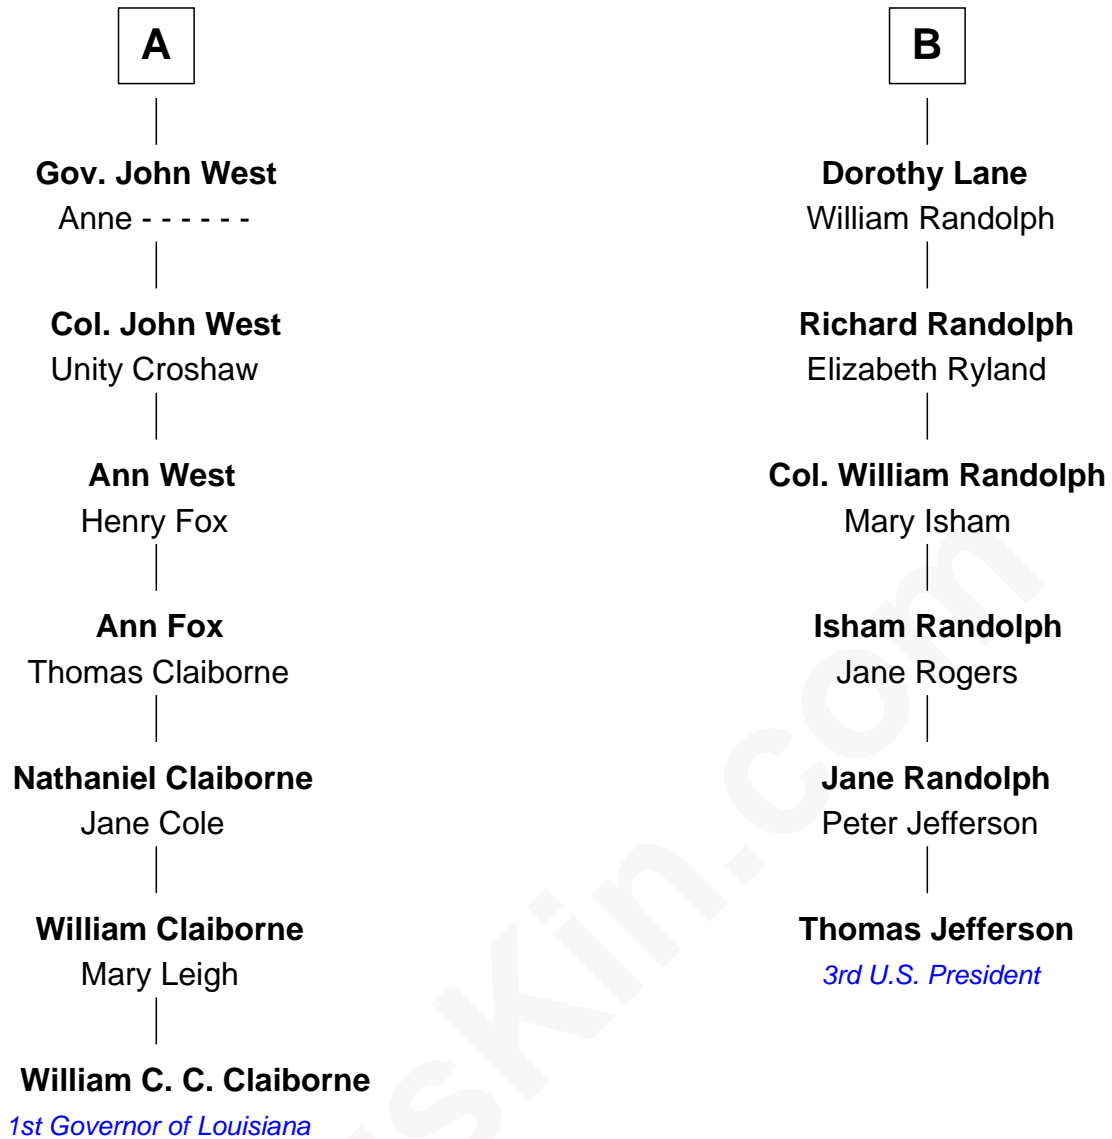 A
Gov. John West
Anne - - - - - -
Col. John West
Unity Croshaw
Ann West
Henry Fox
Ann Fox
Thomas Claiborne
Nathaniel Claiborne
Jane Cole
William Claiborne
Mary Leigh
William C. C. Claiborne
1st Governor of Louisiana
B
Dorothy Lane
William Randolph
Richard Randolph
Elizabeth Ryland
Col. William Randolph
Mary Isham
Isham Randolph
Jane Rogers
Jane Randolph
Peter Jefferson
Thomas Jefferson
3rd U.S. President
sKin.com